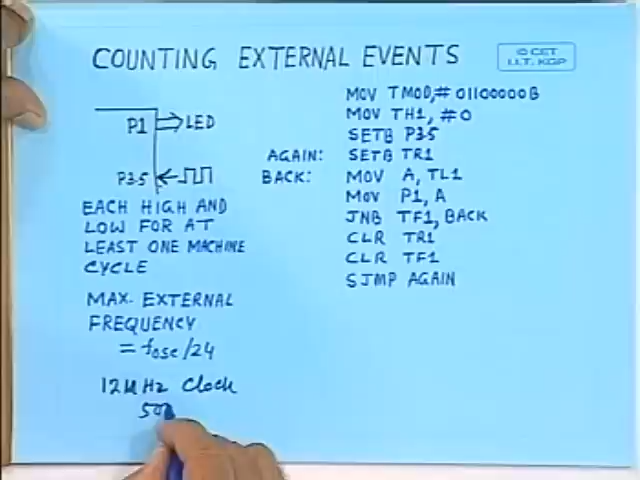 COUNTING EXTERNAL EVENTS
© CET
I.I.T. KGP
P1
LED
P3.5
EACH HIGH AND
LOW FOR AT
LEAST ONE MACHINE
CYCLE
MAX. EXTERNAL
FREQUENCY
= fosc/24
12MHz Clock
MOV TMOD,# 01100000B
MOV TH1, #0
SETB P3.5
AGAIN: SETB TR1
BACK: MOV A, TL1
MOV P1, A
JNB TF1, BACK
CLR TR1
CLR TF1
SJMP AGAIN